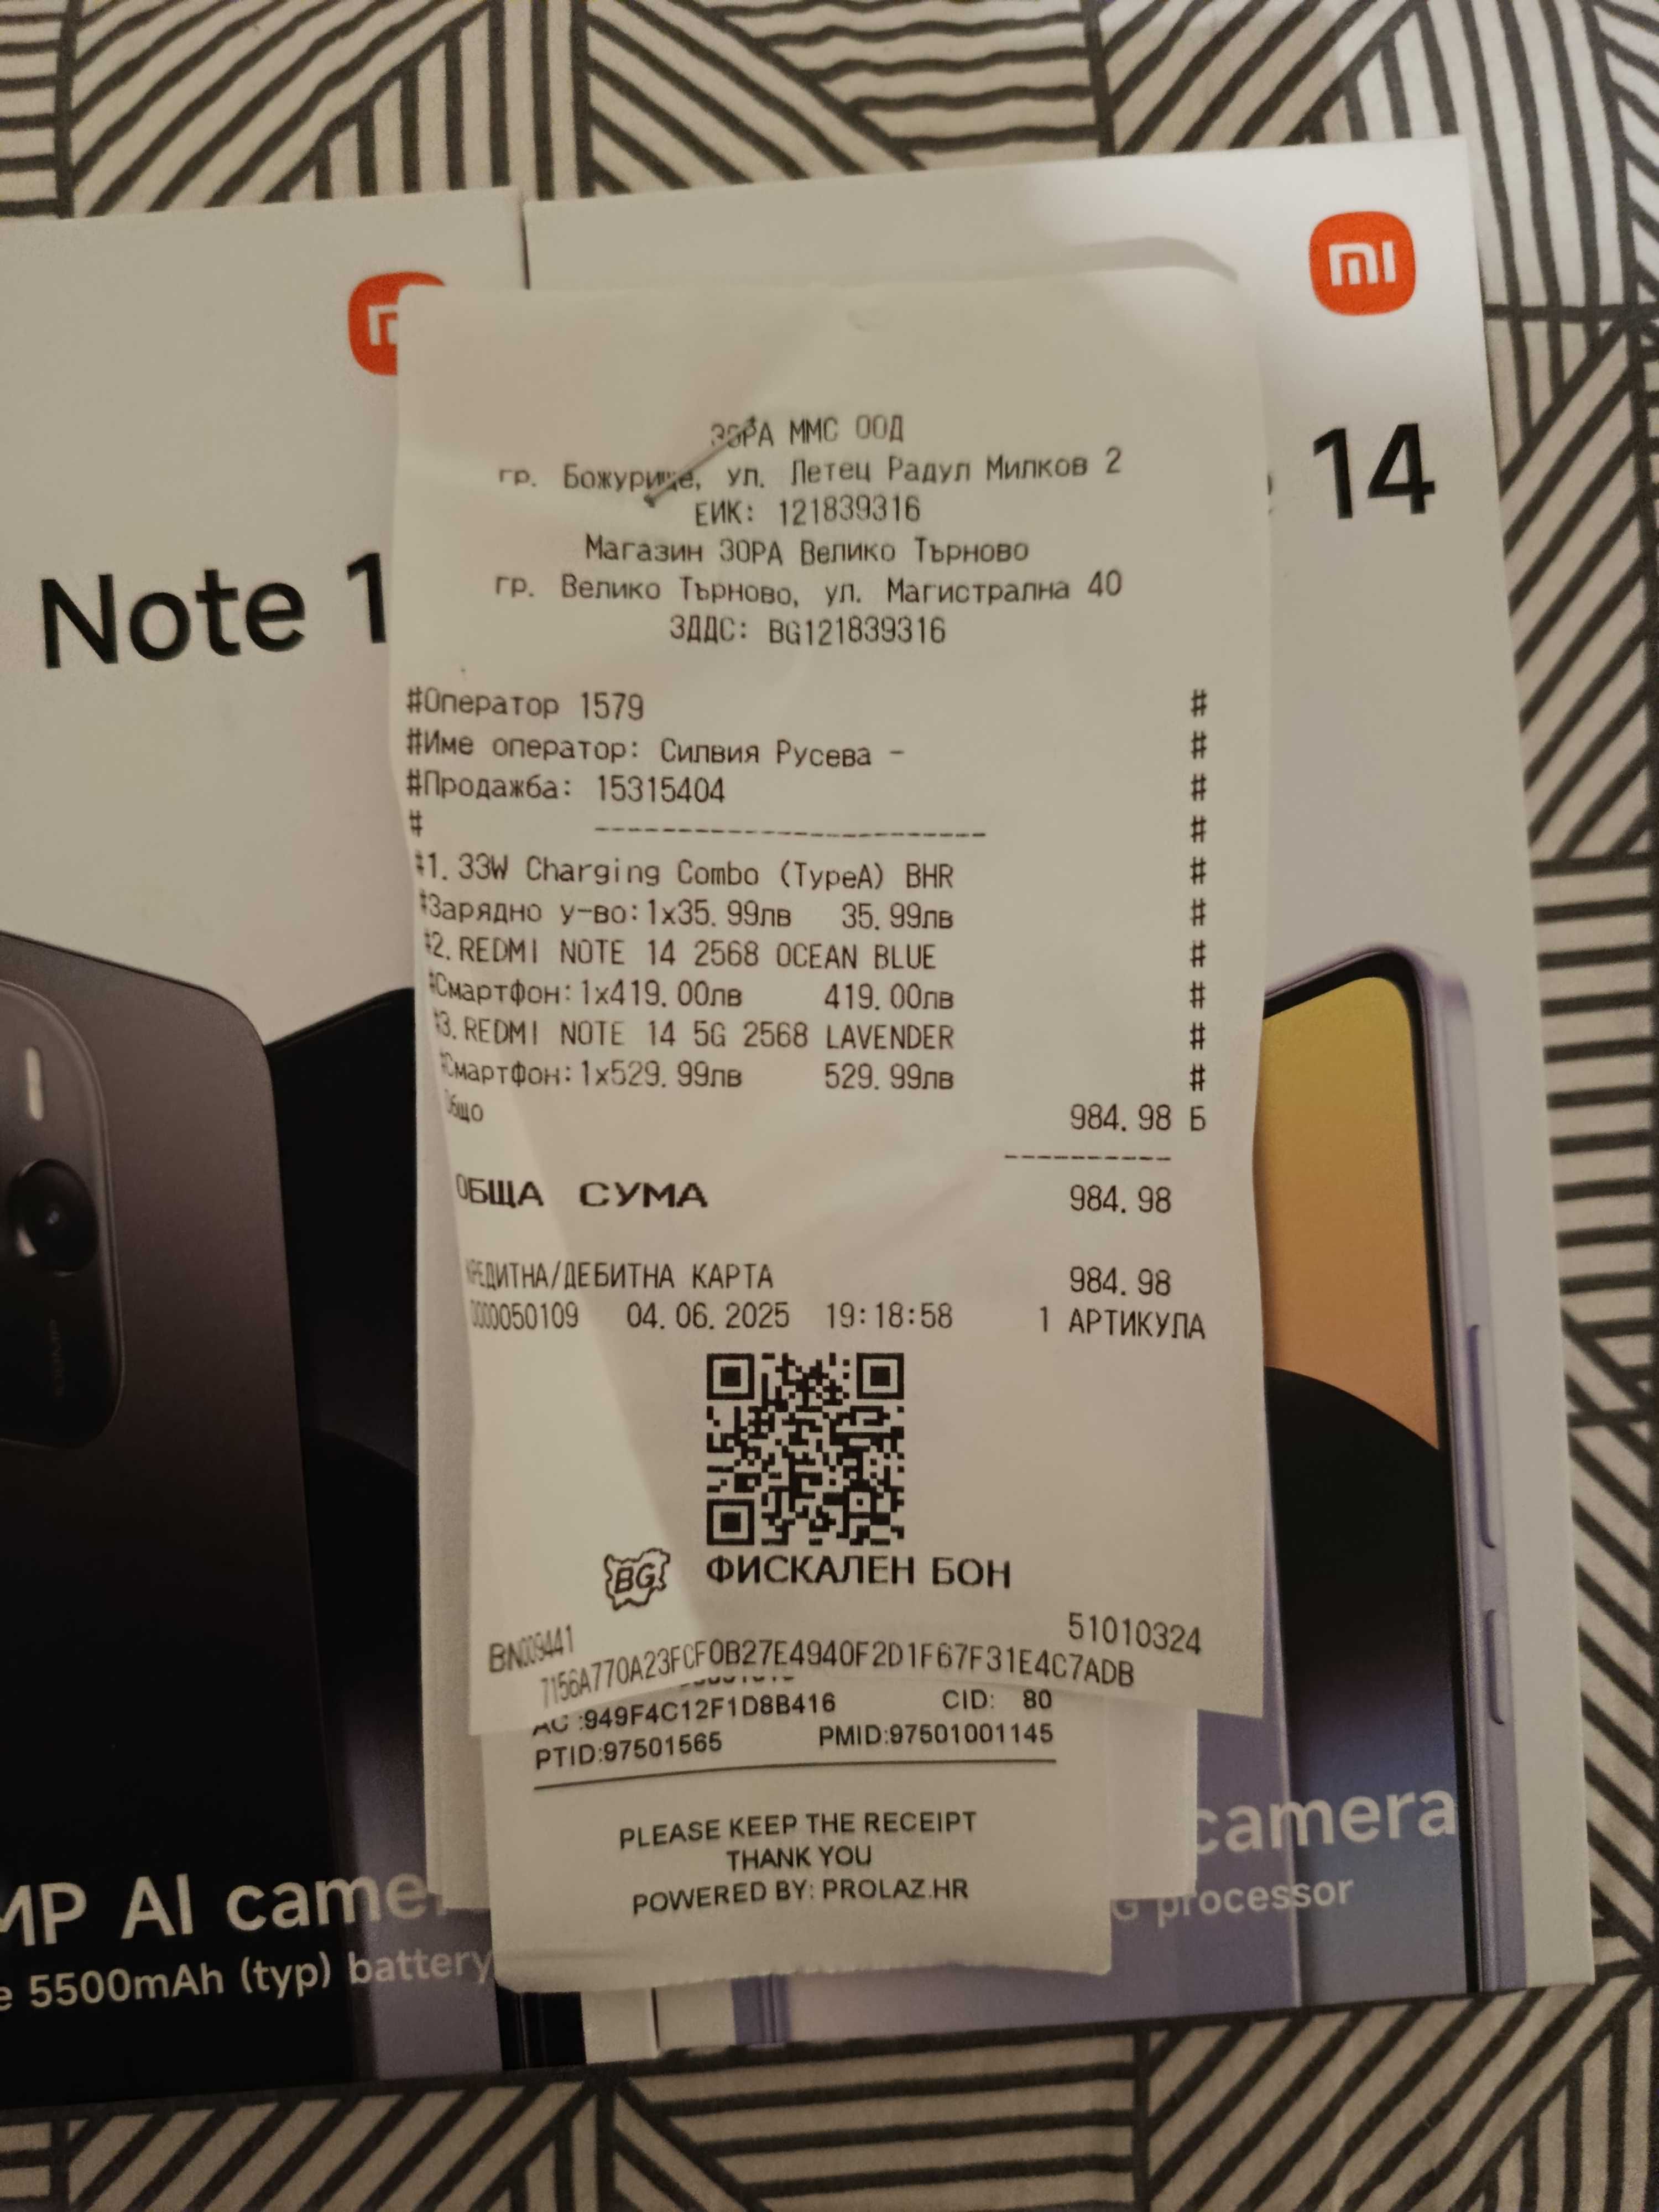 mi
14
Note 1
ЗОРА ММС ООД
гр. Божурище, ул. Летец Радул Милков 2
ЕИК: 121839316
Магазин ЗОРА Велико Търново
гр. Велико Търново, ул. Магистрална 40
ЗДДС: BG121839316
#Оператор 1579 #
#Име оператор: Силвия Русева - #
#Продажба: 15315404 #
# ------------------------ #
#1. 33W Charging Combo (TypeA) BHR #
#Зарядно у-во:1x35.99лв 35.99лв #
#2. REDMI NOTE 14 2568 OCEAN BLUE #
#Смартфон:1x419.00лв 419.00лв #
#3. REDMI NOTE 14 5G 2568 LAVENDER #
#Смартфон:1x529.99лв 529.99лв #
Общо 984.98 Б
----------
ОБЩА СУМА 984.98
КРЕДИТНА/ДЕБИТНА КАРТА 984.98
0000050109 04.06.2025 19:18:58 1 АРТИКУЛА
BG ФИСКАЛЕН БОН
BN009441 51010324
7156A770A23FCF0B27E4940F2D1F67F31E4C7ADB
AC :949F4C12F1D8B416 CID: 80
PTID:97501565 PMID:97501001145
PLEASE KEEP THE RECEIPT
THANK YOU
POWERED BY: PROLAZ.HR
MP AI came
e 5500mAh (typ) battery
camera
G processor